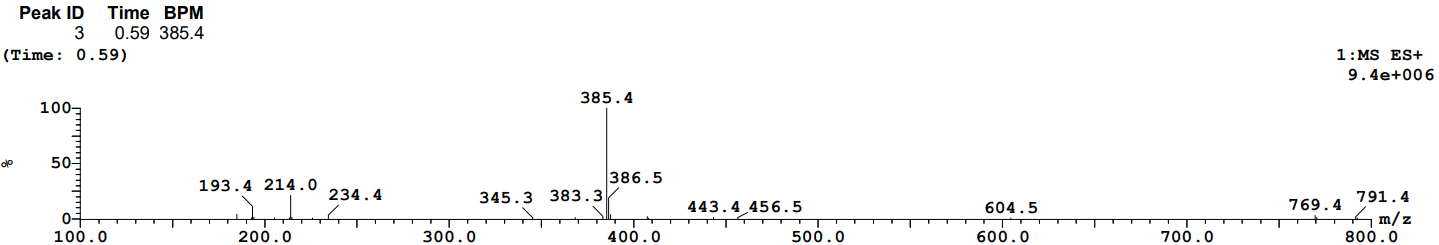 Peak ID Time BPM
3 0.59 385.4
(Time: 0.59)
1:MS ES+
9.4e+006
100
385.4
%
50
193.4 214.0 234.4 345.3 383.3 386.5 443.4 456.5 604.5 769.4 791.4
0
m/z
100.0 200.0 300.0 400.0 500.0 600.0 700.0 800.0